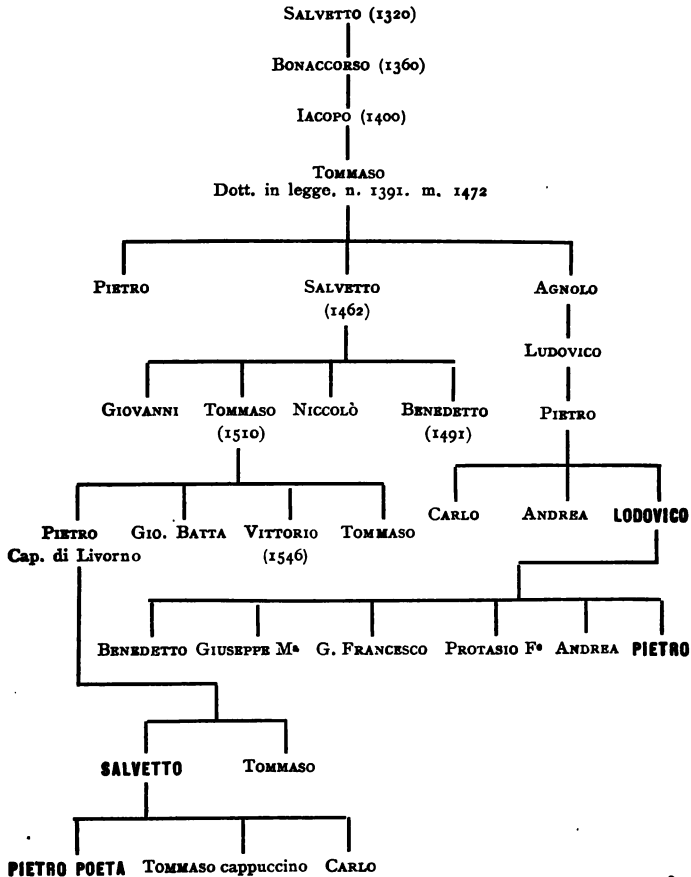 SALVETTO (1320)
BONACCORSO (1360)
IACOPO (1400)
TOMMASO
Dott. in legge, n. 1391. m. 1472
PIETRO SALVETTO AGNOLO
(1462)
LUDOVICO
GIOVANNI TOMMASO NICCOLÒ BENEDETTO PIETRO
(1510) (1491)
CARLO ANDREA LODOVICO
PIETRO GIO. BATTA VITTORIO TOMMASO
Cap. di Livorno (1546)
BENEDETTO GIUSEPPE Mª G. FRANCESCO PROTASIO Fº ANDREA PIETRO
SALVETTO TOMMASO
PIETRO POETA TOMMASO cappuccino CARLO